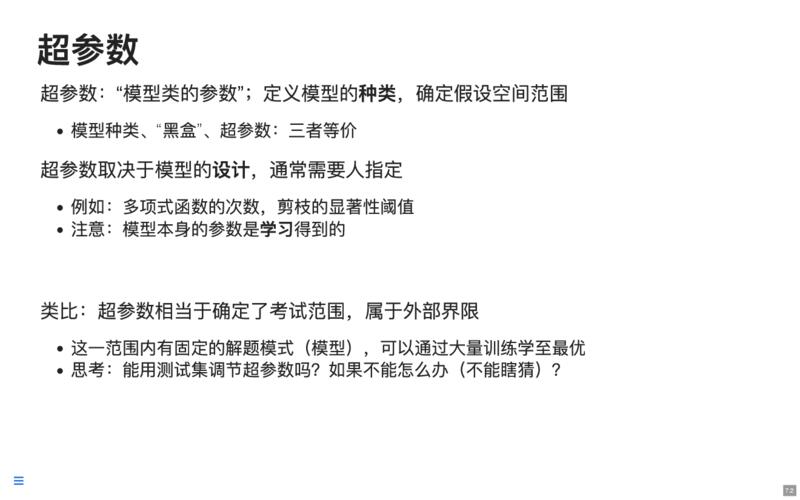 超参数
超参数：“模型类的参数”；定义模型的种类，确定假设空间范围
• 模型种类、“黑盒”、超参数：三者等价
超参数取决于模型的设计，通常需要人指定
• 例如：多项式函数的次数，剪枝的显著性阈值
• 注意：模型本身的参数是学习得到的
类比：超参数相当于确定了考试范围，属于外部界限
• 这一范围内有固定的解题模式（模型），可以通过大量训练学至最优
• 思考：能用测试集调节超参数吗？如果不能怎么办（不能瞎猜）？
7.2